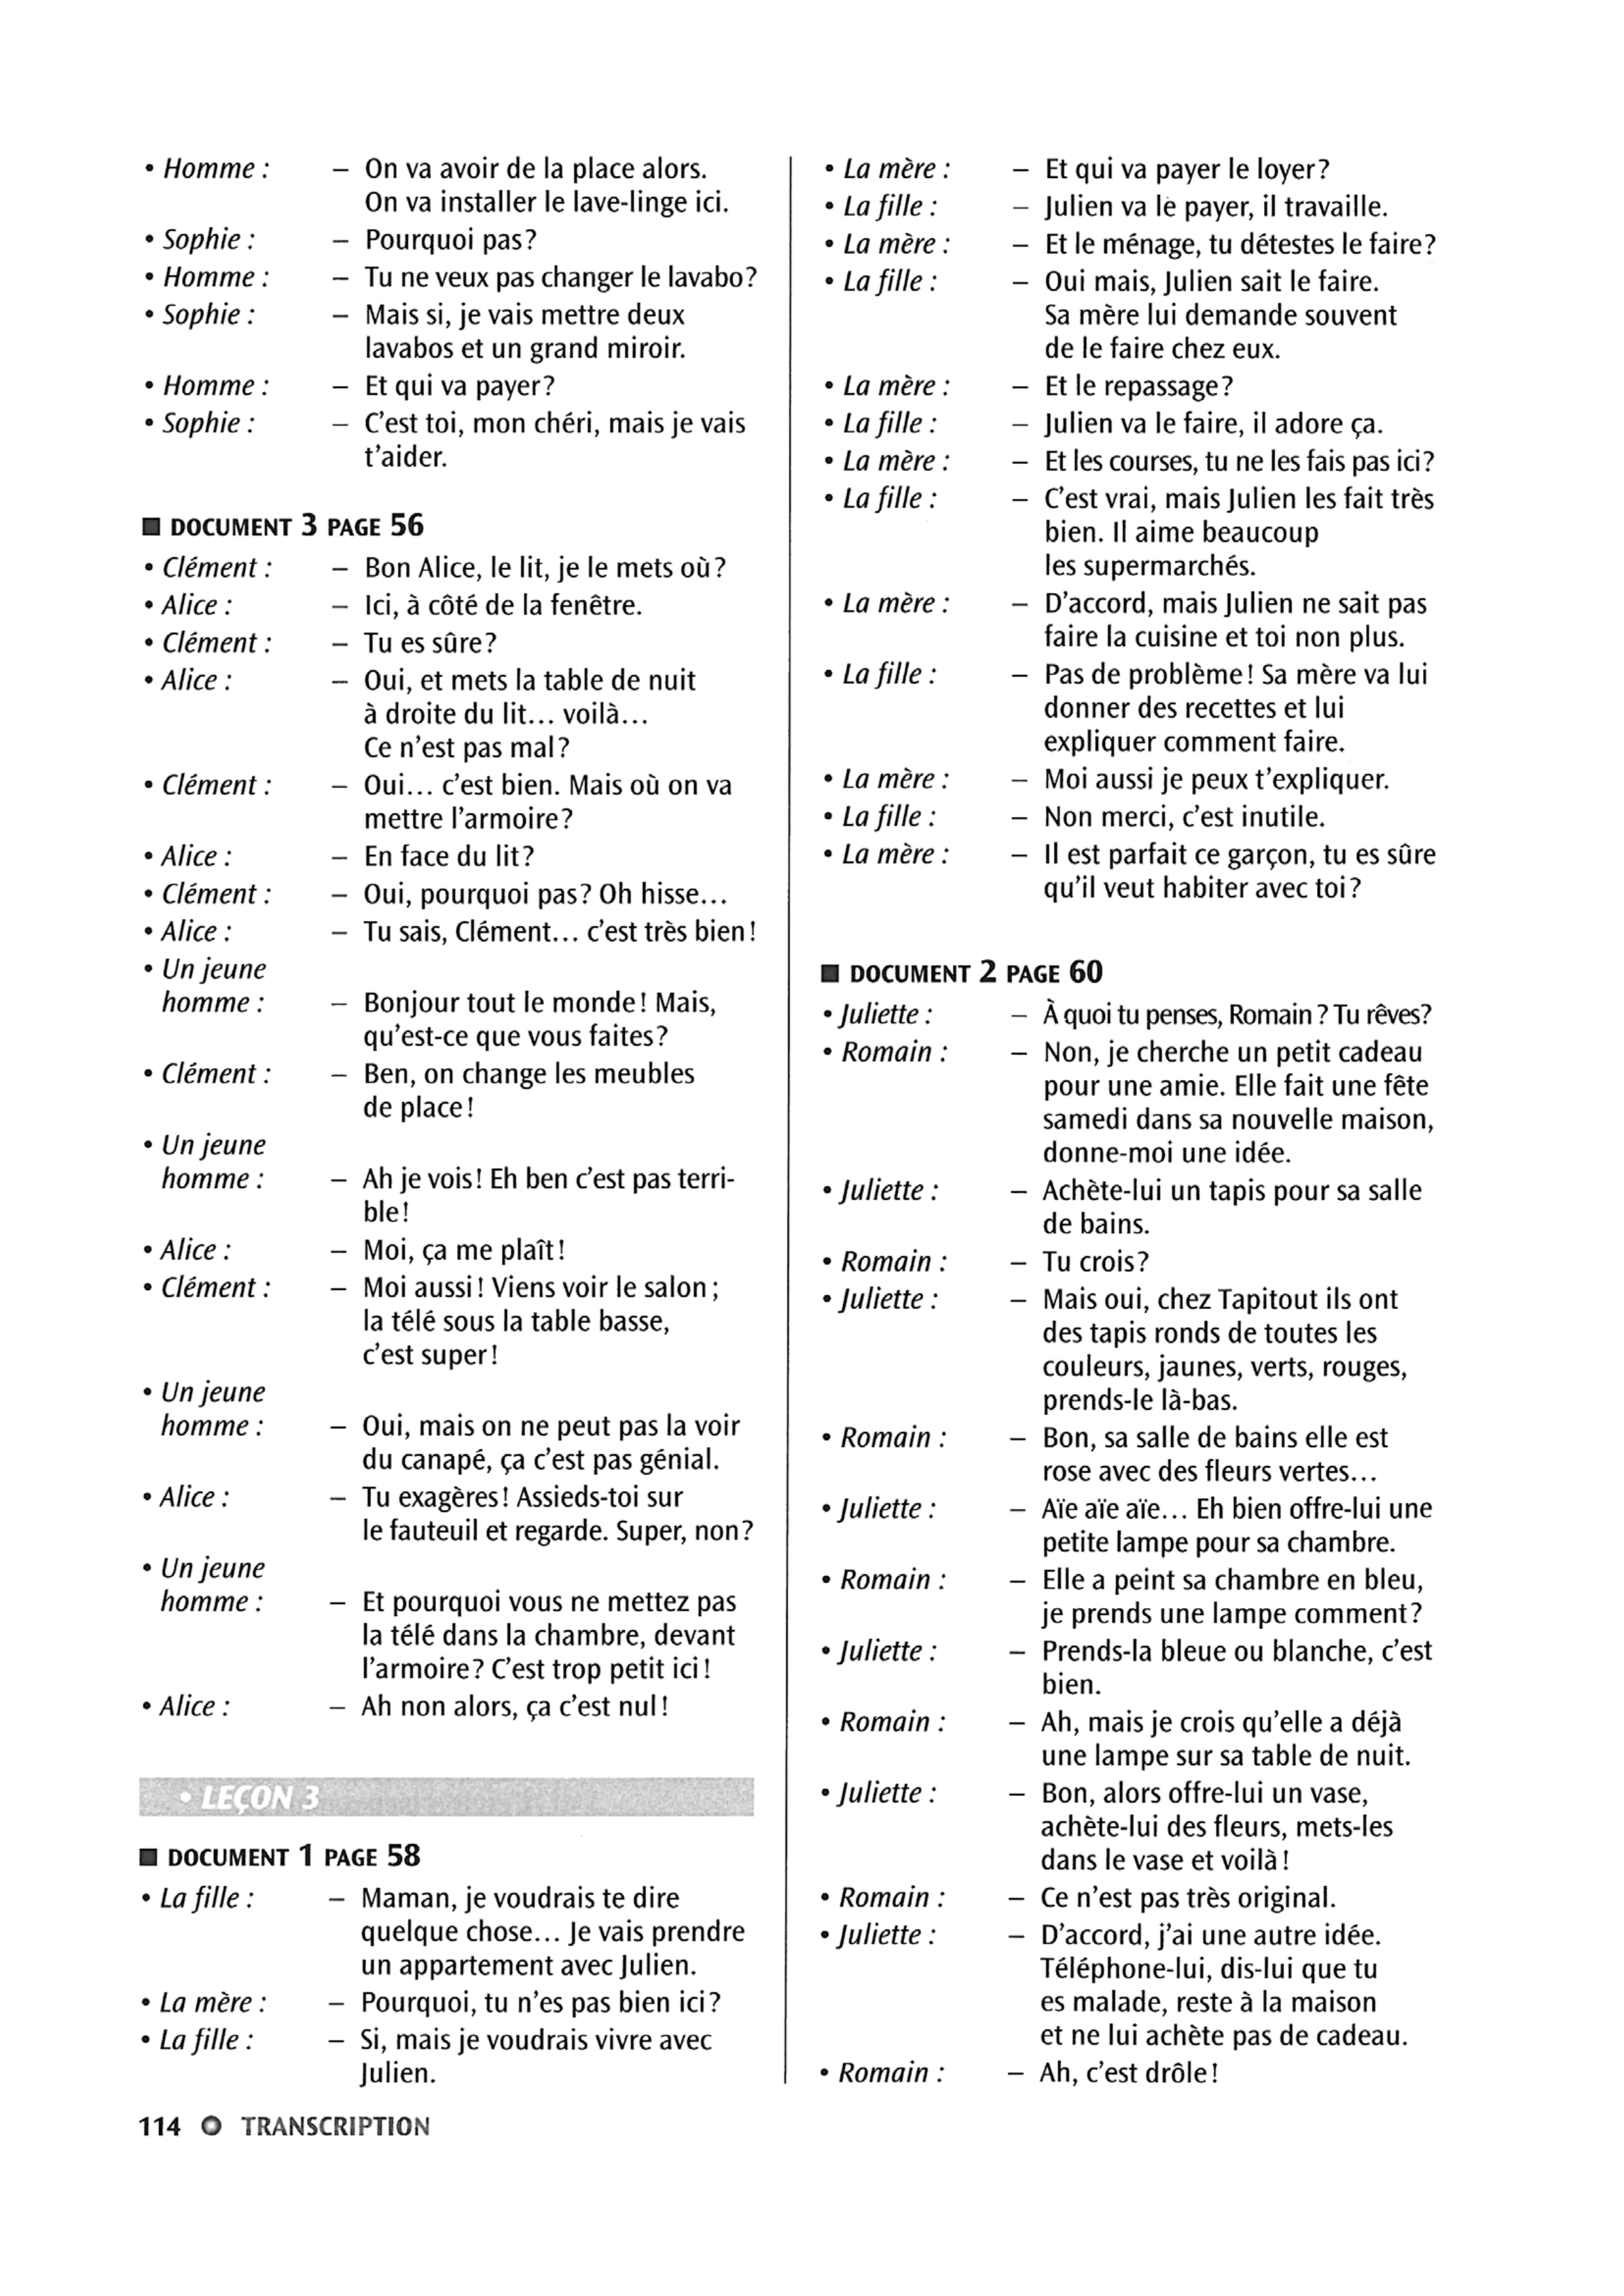 • Homme : – On va avoir de la place alors.
On va installer le lave-linge ici.
• Sophie : – Pourquoi pas?
• Homme : – Tu ne veux pas changer le lavabo?
• Sophie : – Mais si, je vais mettre deux
lavabos et un grand miroir.
• Homme : – Et qui va payer?
• Sophie : – C'est toi, mon chéri, mais je vais
t'aider.
■ DOCUMENT 3 PAGE 56
• Clément : – Bon Alice, le lit, je le mets où?
• Alice : – Ici, à côté de la fenêtre.
• Clément : – Tu es sûre?
• Alice : – Oui, et mets la table de nuit
à droite du lit... voilà...
Ce n'est pas mal?
• Clément : – Oui... c'est bien. Mais où on va
mettre l'armoire?
• Alice : – En face du lit?
• Clément : – Oui, pourquoi pas? Oh hisse...
• Alice : – Tu sais, Clément... c'est très bien!
• Un jeune
homme : – Bonjour tout le monde! Mais,
qu'est-ce que vous faites?
• Clément : – Ben, on change les meubles
de place!
• Un jeune
homme : – Ah je vois! Eh ben c'est pas terri-
ble!
• Alice : – Moi, ça me plaît!
• Clément : – Moi aussi! Viens voir le salon;
la télé sous la table basse,
c'est super!
• Un jeune
homme : – Oui, mais on ne peut pas la voir
du canapé, ça c'est pas génial.
• Alice : – Tu exagères! Assieds-toi sur
le fauteuil et regarde. Super, non?
• Un jeune
homme : – Et pourquoi vous ne mettez pas
la télé dans la chambre, devant
l'armoire? C'est trop petit ici!
• Alice : – Ah non alors, ça c'est nul!
• LEÇON 3
■ DOCUMENT 1 PAGE 58
• La fille : – Maman, je voudrais te dire
quelque chose... Je vais prendre
un appartement avec Julien.
• La mère : – Pourquoi, tu n'es pas bien ici?
• La fille : – Si, mais je voudrais vivre avec
Julien.
• La mère : – Et qui va payer le loyer?
• La fille : – Julien va le payer, il travaille.
• La mère : – Et le ménage, tu détestes le faire?
• La fille : – Oui mais, Julien sait le faire.
Sa mère lui demande souvent
de le faire chez eux.
• La mère : – Et le repassage?
• La fille : – Julien va le faire, il adore ça.
• La mère : – Et les courses, tu ne les fais pas ici?
• La fille : – C'est vrai, mais Julien les fait très
bien. Il aime beaucoup
les supermarchés.
• La mère : – D'accord, mais Julien ne sait pas
faire la cuisine et toi non plus.
• La fille : – Pas de problème! Sa mère va lui
donner des recettes et lui
expliquer comment faire.
• La mère : – Moi aussi je peux t'expliquer.
• La fille : – Non merci, c'est inutile.
• La mère : – Il est parfait ce garçon, tu es sûre
qu'il veut habiter avec toi?
■ DOCUMENT 2 PAGE 60
• Juliette : – À quoi tu penses, Romain? Tu rêves?
• Romain : – Non, je cherche un petit cadeau
pour une amie. Elle fait une fête
samedi dans sa nouvelle maison,
donne-moi une idée.
• Juliette : – Achète-lui un tapis pour sa salle
de bains.
• Romain : – Tu crois?
• Juliette : – Mais oui, chez Tapitout ils ont
des tapis ronds de toutes les
couleurs, jaunes, verts, rouges,
prends-le là-bas.
• Romain : – Bon, sa salle de bains elle est
rose avec des fleurs vertes...
• Juliette : – Aïe aïe aïe... Eh bien offre-lui une
petite lampe pour sa chambre.
• Romain : – Elle a peint sa chambre en bleu,
je prends une lampe comment?
• Juliette : – Prends-la bleue ou blanche, c'est
bien.
• Romain : – Ah, mais je crois qu'elle a déjà
une lampe sur sa table de nuit.
• Juliette : – Bon, alors offre-lui un vase,
achète-lui des fleurs, mets-les
dans le vase et voilà!
• Romain : – Ce n'est pas très original.
• Juliette : – D'accord, j'ai une autre idée.
Téléphone-lui, dis-lui que tu
es malade, reste à la maison
et ne lui achète pas de cadeau.
• Romain : – Ah, c'est drôle!
114 TRANSCRIPTION